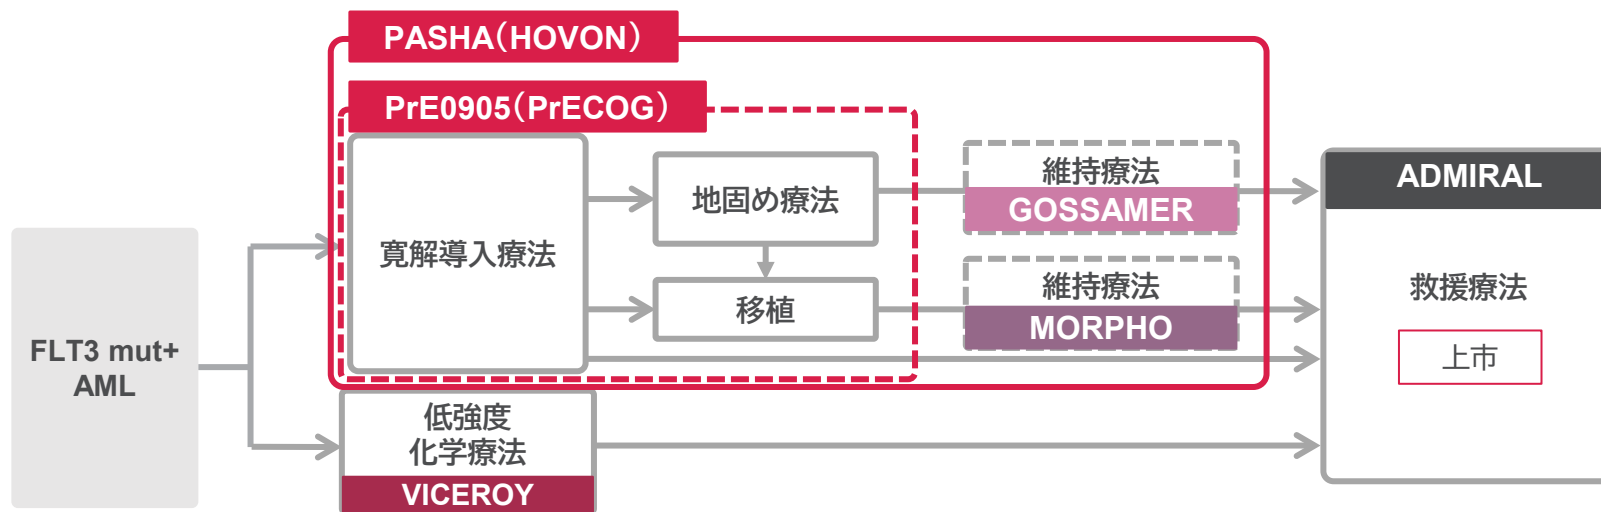 PASHA（HOVON）
PrE0905（PrECOG）
FLT3 mut+
AML
寛解導入療法
地固め療法
移植
維持療法
GOSSAMER
維持療法
MORPHO
低強度
化学療法
VICEROY
ADMIRAL
救援療法
上市